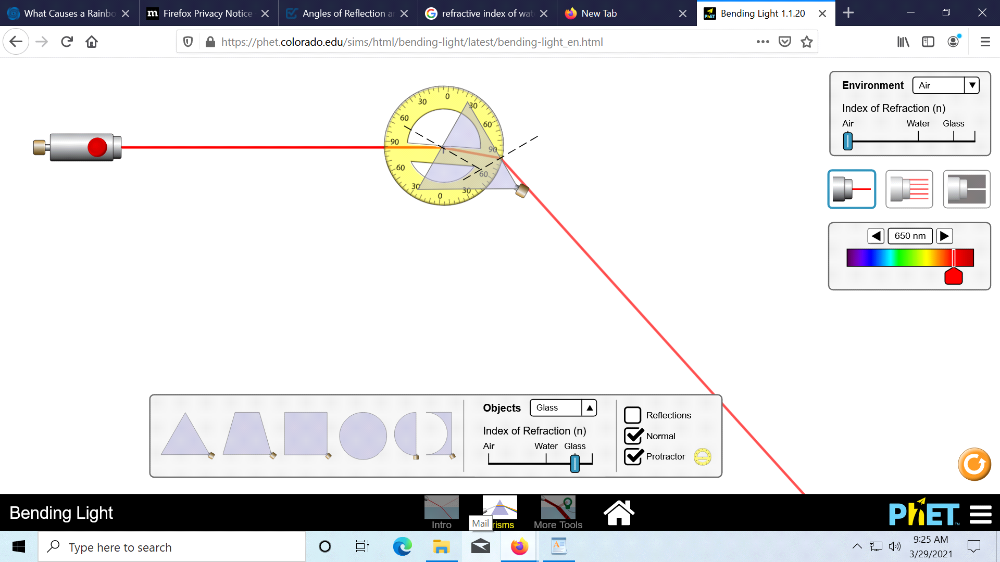 What Causes a Rainbo
Firefox Privacy Notice
Angles of Reflection a
refractive index of wat
New Tab
Bending Light 1.1.20
https://phet.colorado.edu/sims/html/bending-light/latest/bending-light_en.html
Environment Air
Index of Refraction (n)
Air Water Glass
0
30 30
60 60
90 90
60 60
30 30
0
650 nm
Objects Glass
Index of Refraction (n)
Air Water Glass
Reflections
Normal
Protractor
Bending Light
Intro
Mail
risms
More Tools
PhET
Type here to search
9:25 AM
3/29/2021